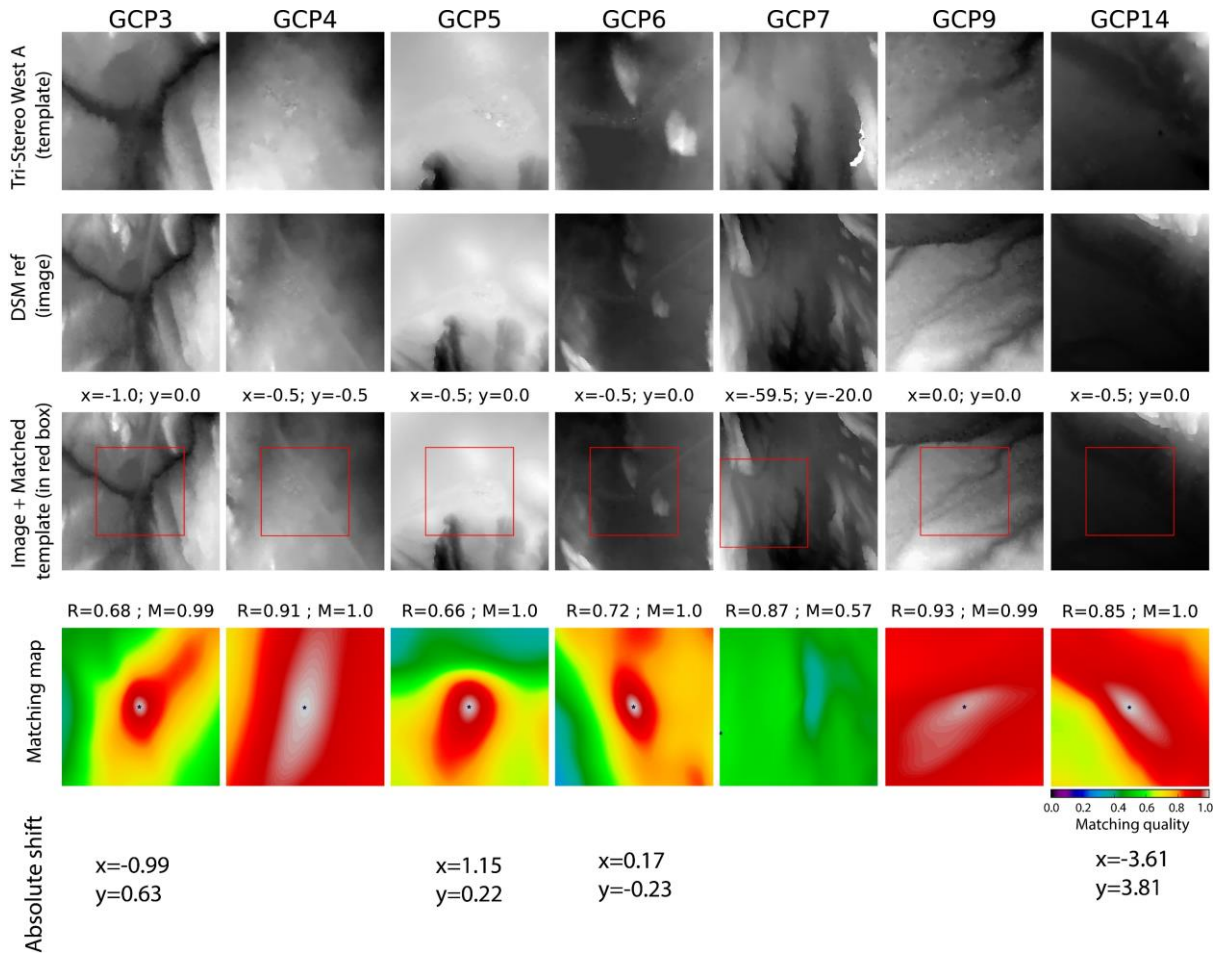 GCP3 GCP4 GCP5 GCP6 GCP7 GCP9 GCP14
Tri-Stereo West A
(template)
DSM ref
(image)
x=-1.0; y=0.0 x=-0.5; y=-0.5 x=-0.5; y=0.0 x=-0.5; y=0.0 x=-59.5; y=-20.0 x=0.0; y=0.0 x=-0.5; y=0.0
Image + Matched
template (in red box)
R=0.68 ; M=0.99 R=0.91 ; M=1.0 R=0.66 ; M=1.0 R=0.72 ; M=1.0 R=0.87 ; M=0.57 R=0.93 ; M=0.99 R=0.85 ; M=1.0
Matching map
0.0 0.2 0.4 0.6 0.8 1.0
Matching quality
Absolute shift
x=-0.99 x=1.15 x=0.17 x=-3.61
y=0.63 y=0.22 y=-0.23 y=3.81